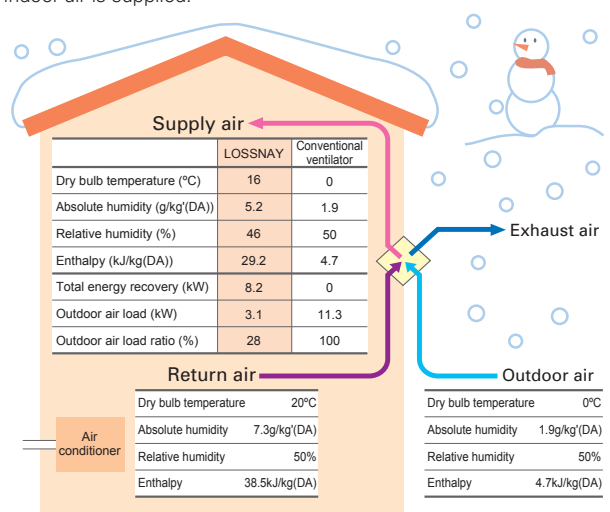 indoor air is supplied.
Supply air
LOSSNAY Conventional ventilator
Dry bulb temperature (ºC) 16 0
Absolute humidity (g/kg'(DA)) 5.2 1.9
Relative humidity (%) 46 50
Enthalpy (kJ/kg(DA)) 29.2 4.7
Total energy recovery (kW) 8.2 0
Outdoor air load (kW) 3.1 11.3
Outdoor air load ratio (%) 28 100
Exhaust air
Return air
Dry bulb temperature 20ºC
Absolute humidity 7.3g/kg'(DA)
Relative humidity 50%
Enthalpy 38.5kJ/kg(DA)
Air
conditioner
Outdoor air
Dry bulb temperature 0ºC
Absolute humidity 1.9g/kg'(DA)
Relative humidity 50%
Enthalpy 4.7kJ/kg(DA)